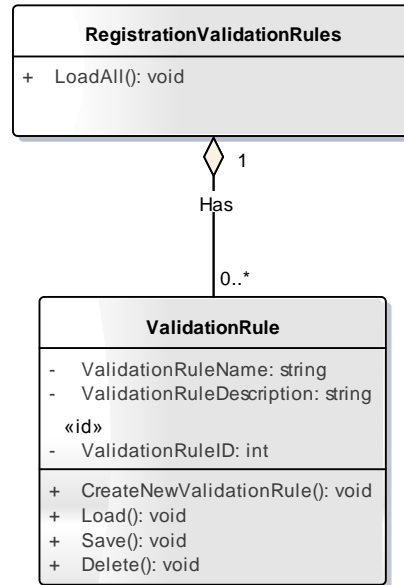 RegistrationValidationRules
+ LoadAll(): void
1
Has
0..*
ValidationRule
- ValidationRuleName: string
- ValidationRuleDescription: string
«id»
- ValidationRuleID: int
+ CreateNewValidationRule(): void
+ Load(): void
+ Save(): void
+ Delete(): void